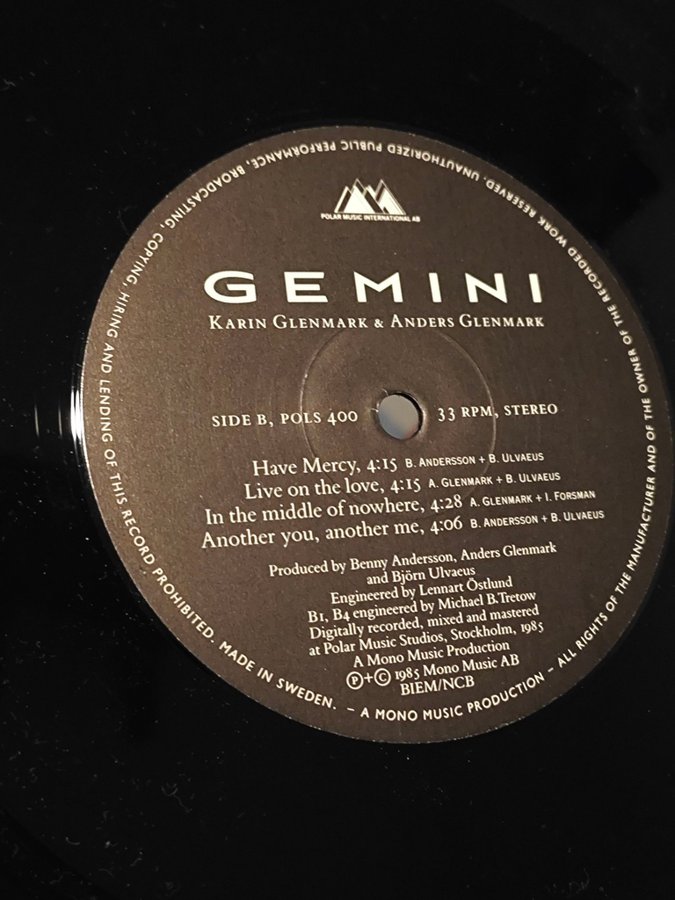 POLAR MUSIC INTERNATIONAL AB
GEMINI
KARIN GLENMARK & ANDERS GLENMARK
SIDE B, POLS 400
33 RPM, STEREO
Have Mercy, 4:15 B. ANDERSSON + B. ULVAEUS
Live on the love, 4:15 A. GLENMARK + B. ULVAEUS
In the middle of nowhere, 4:28 A. GLENMARK + I. FORSMAN
Another you, another me, 4:06 B. ANDERSSON + B. ULVAEUS
Produced by Benny Andersson, Anders Glenmark
and Björn Ulvaeus
Engineered by Lennart Östlund
B1, B4 engineered by Michael B.Tretow
Digitally recorded, mixed and mastered
at Polar Music Studios, Stockholm, 1985
A Mono Music Production
℗+© 1985 Mono Music AB
BIEM/NCB
– A MONO MUSIC PRODUCTION – ALL RIGHTS OF THE MANUFACTURER AND OF THE OWNER OF THE RECORDED WORK RESERVED. UNAUTHORIZED PUBLIC PERFORMANCE, BROADCASTING, COPYING, HIRING AND LENDING OF THIS RECORD PROHIBITED. MADE IN SWEDEN.